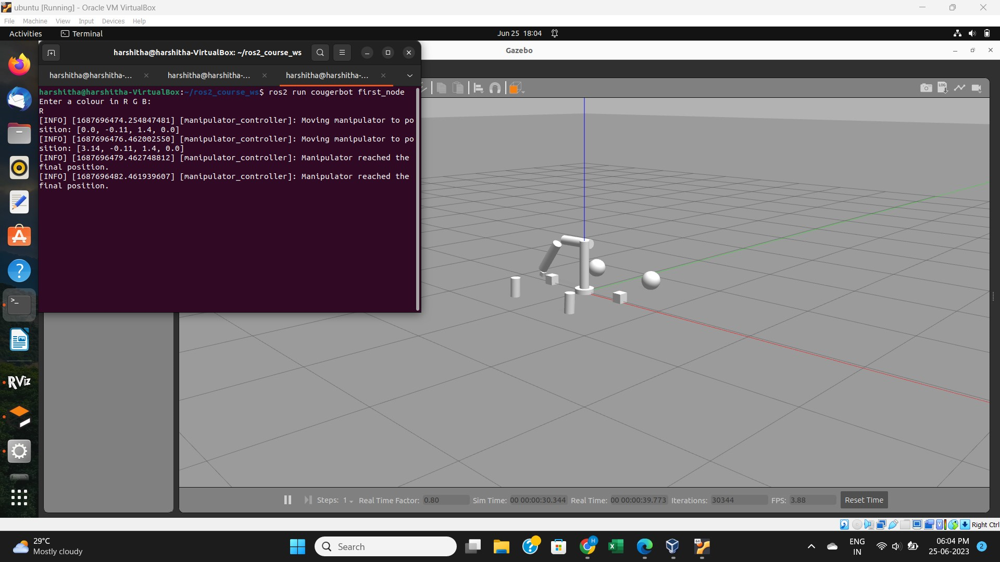 ubuntu [Running] - Oracle VM VirtualBox
File Machine View Input Devices Help
Activities Terminal Jun 25 18:04
harshitha@harshitha-VirtualBox: ~/ros2_course_ws
Gazebo
harshitha@harshitha-... harshitha@harshitha-... harshitha@harshitha-...
LOG
harshitha@harshitha-VirtualBox:~/ros2_course_ws$ ros2 run cougerbot first_node
Enter a colour in R G B:
R
[INFO] [1687696474.254847481] [manipulator_controller]: Moving manipulator to po
sition: [0.0, -0.11, 1.4, 0.0]
[INFO] [1687696476.462002550] [manipulator_controller]: Moving manipulator to po
sition: [3.14, -0.11, 1.4, 0.0]
[INFO] [1687696479.462748812] [manipulator_controller]: Manipulator reached the
final position.
[INFO] [1687696482.461939607] [manipulator_controller]: Manipulator reached the
final position.
RViz
Steps: 1 Real Time Factor: 0.80 Sim Time: 00 00:00:30.344 Real Time: 00 00:00:39.773 Iterations: 30344 FPS: 3.88 Reset Time
Right Ctrl
29°C
Mostly cloudy
Search
H
64
ENG
IN
06:04 PM
25-06-2023
2